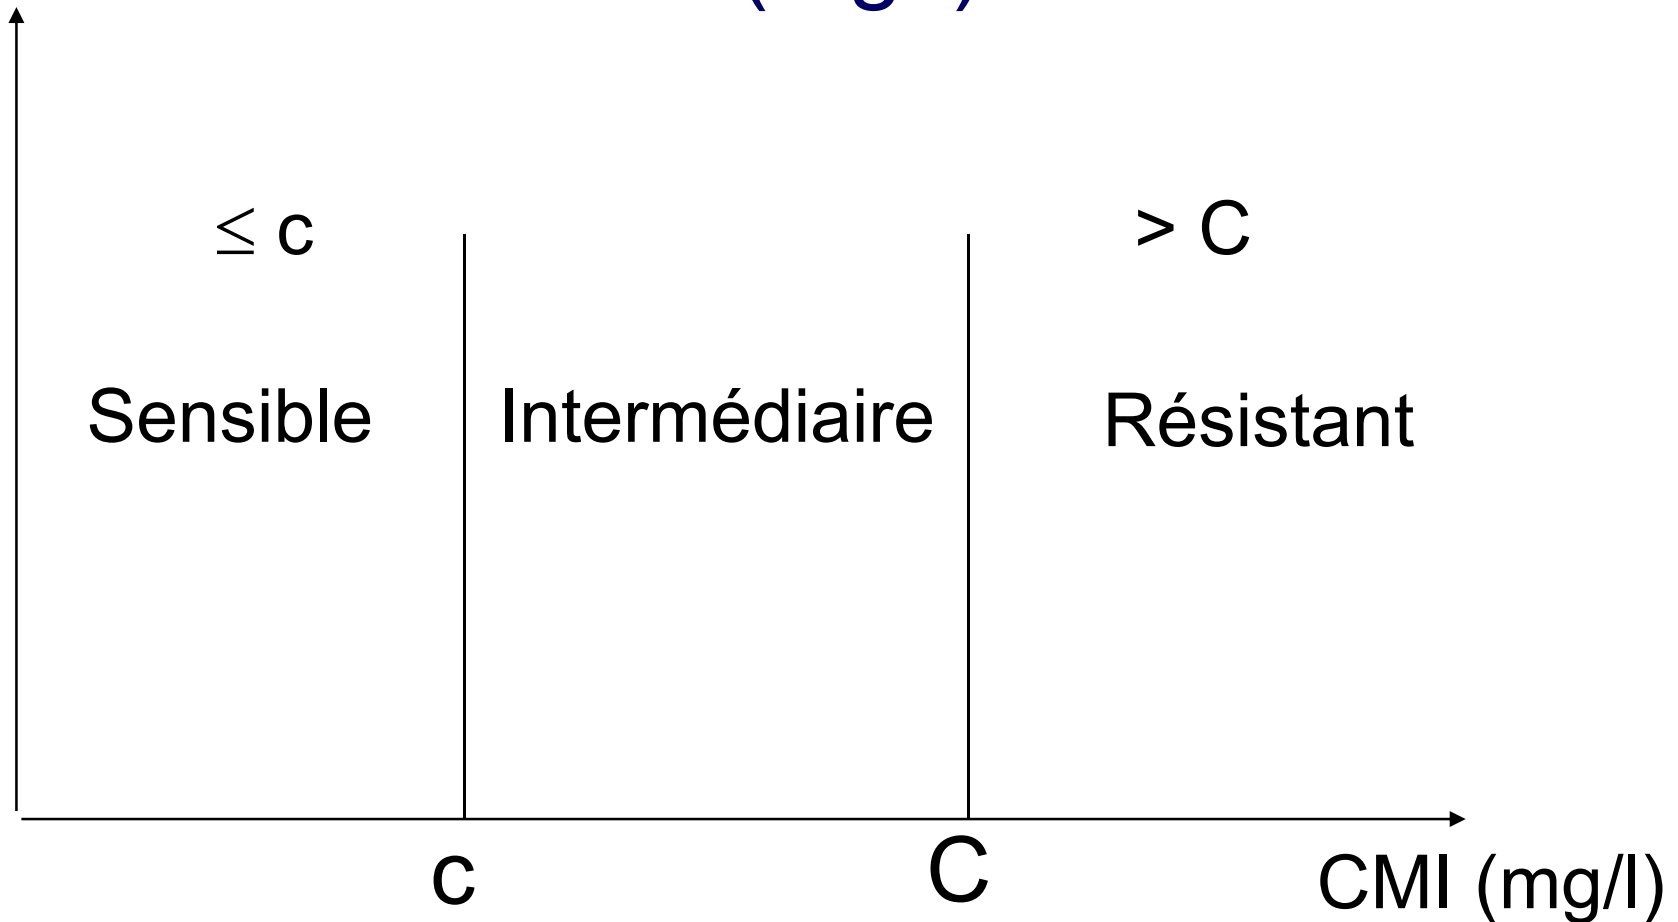 ≤ c
> C
Sensible
Intermédiaire
Résistant
c
C
CMI (mg/l)